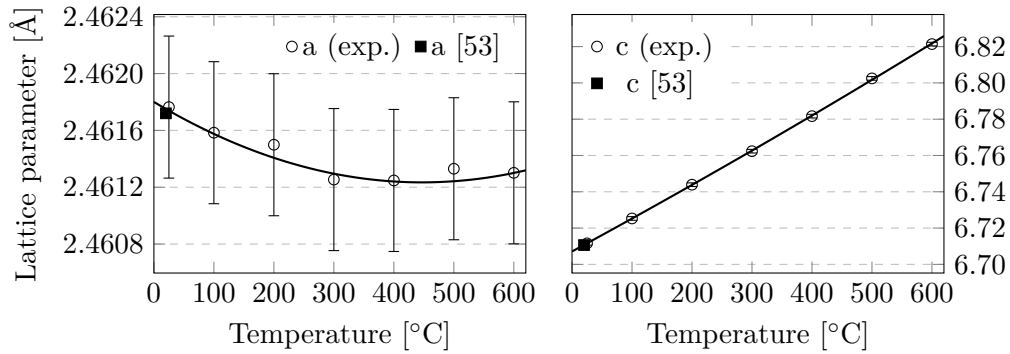 Lattice parameter [Å]
2.4624
2.4620
2.4616
2.4612
2.4608
a (exp.) a [53]
0 100 200 300 400 500 600
Temperature [°C]
c (exp.)
c [53]
6.82
6.80
6.78
6.76
6.74
6.72
6.70
0 100 200 300 400 500 600
Temperature [°C]